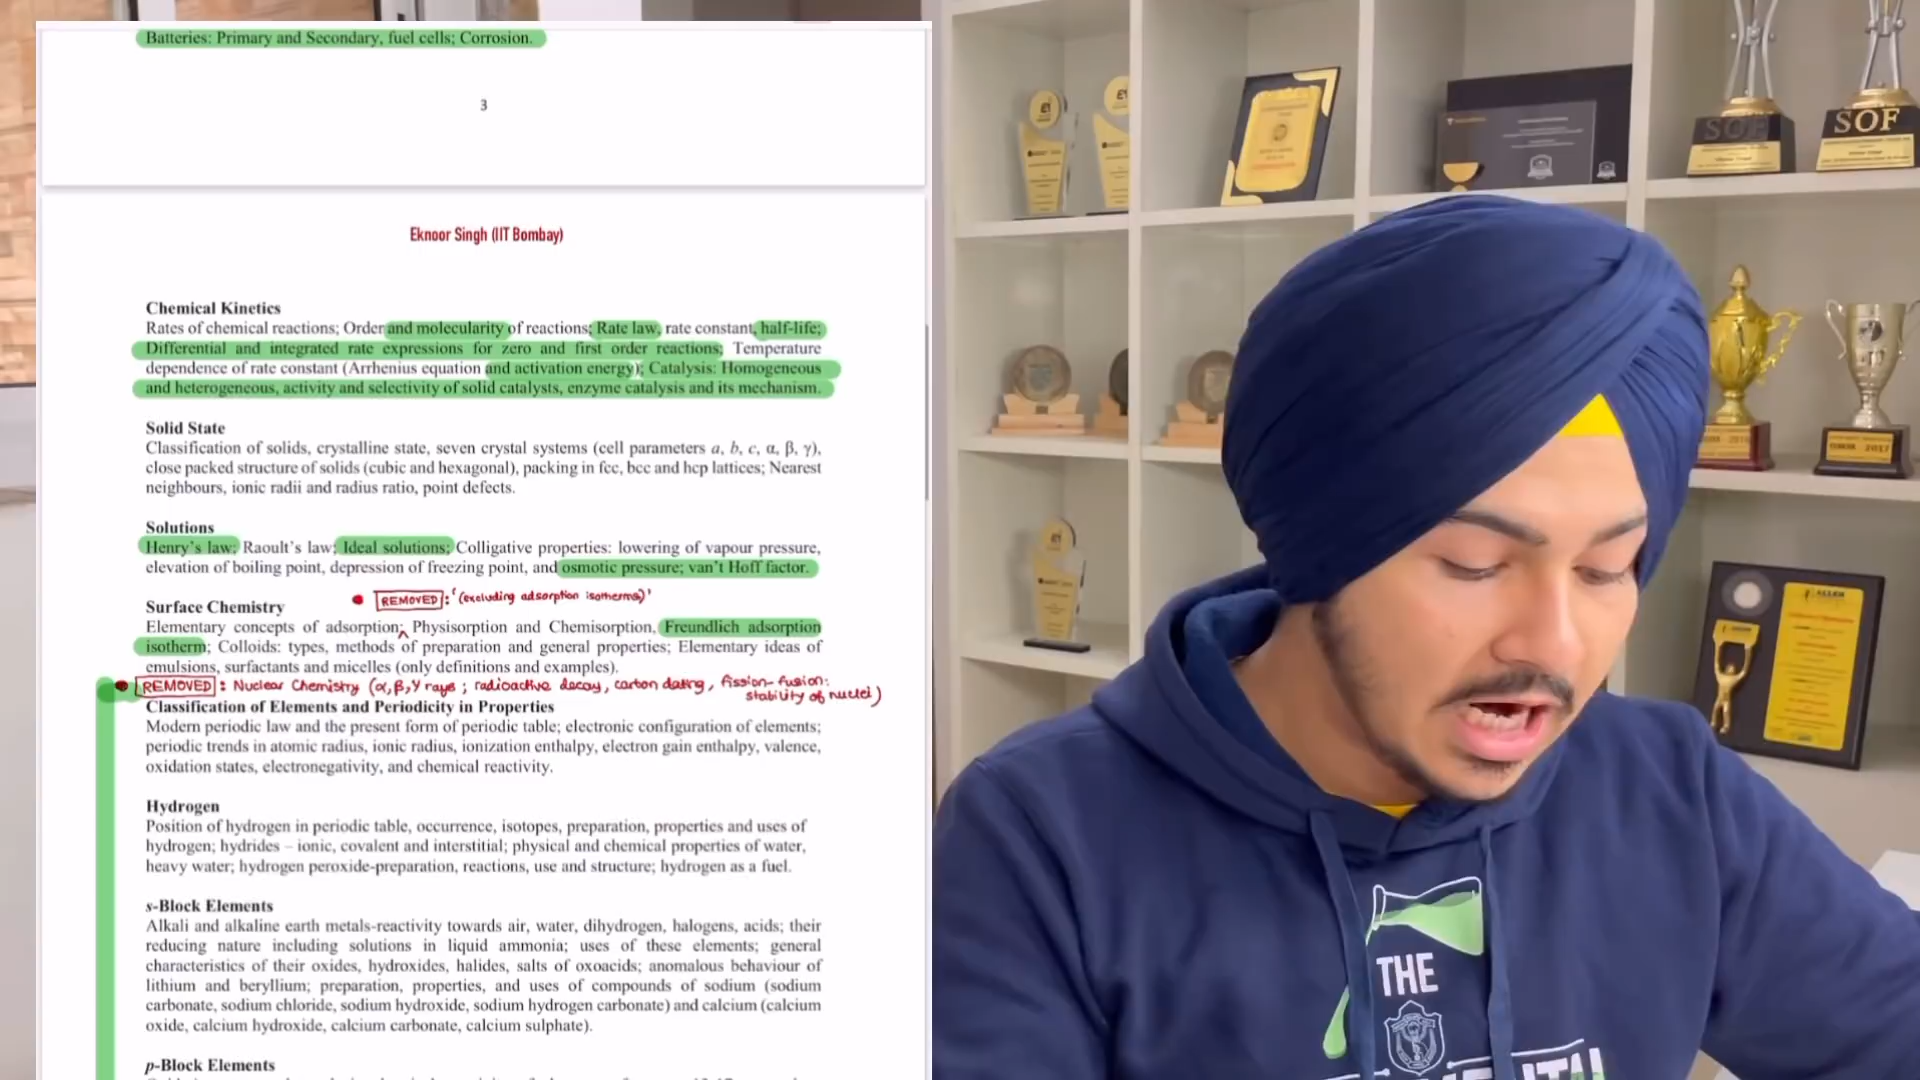 Batteries: Primary and Secondary, fuel cells; Corrosion.
3
Eknoor Singh (IIT Bombay)
Chemical Kinetics
Rates of chemical reactions; Order and molecularity of reactions; Rate law, rate constant, half-life;
Differential and integrated rate expressions for zero and first order reactions; Temperature
dependence of rate constant (Arrhenius equation and activation energy); Catalysis: Homogeneous
and heterogeneous, activity and selectivity of solid catalysts, enzyme catalysis and its mechanism.
Solid State
Classification of solids, crystalline state, seven crystal systems (cell parameters a, b, c, α, β, γ),
close packed structure of solids (cubic and hexagonal), packing in fcc, bcc and hcp lattices; Nearest
neighbours, ionic radii and radius ratio, point defects.
Solutions
Henry's law; Raoult's law; Ideal solutions; Colligative properties: lowering of vapour pressure,
elevation of boiling point, depression of freezing point, and osmotic pressure; van't Hoff factor.
REMOVED: '(excluding adsorption isotherms)'
Surface Chemistry
Elementary concepts of adsorption; Physisorption and Chemisorption, Freundlich adsorption
isotherm; Colloids: types, methods of preparation and general properties; Elementary ideas of
emulsions, surfactants and micelles (only definitions and examples).
REMOVED: Nuclear Chemistry (α, β, γ rays; radioactive decay, carbon dating, fission-fusion:
stability of nuclei)
Classification of Elements and Periodicity in Properties
Modern periodic law and the present form of periodic table; electronic configuration of elements;
periodic trends in atomic radius, ionic radius, ionization enthalpy, electron gain enthalpy, valence,
oxidation states, electronegativity, and chemical reactivity.
Hydrogen
Position of hydrogen in periodic table, occurrence, isotopes, preparation, properties and uses of
hydrogen; hydrides – ionic, covalent and interstitial; physical and chemical properties of water,
heavy water; hydrogen peroxide-preparation, reactions, use and structure; hydrogen as a fuel.
s-Block Elements
Alkali and alkaline earth metals-reactivity towards air, water, dihydrogen, halogens, acids; their
reducing nature including solutions in liquid ammonia; uses of these elements; general
characteristics of their oxides, hydroxides, halides, salts of oxoacids; anomalous behaviour of
lithium and beryllium; preparation, properties, and uses of compounds of sodium (sodium
carbonate, sodium chloride, sodium hydroxide, sodium hydrogen carbonate) and calcium (calcium
oxide, calcium hydroxide, calcium carbonate, calcium sulphate).
p-Block Elements
SOF
SOF
2017
ALLEN
THE